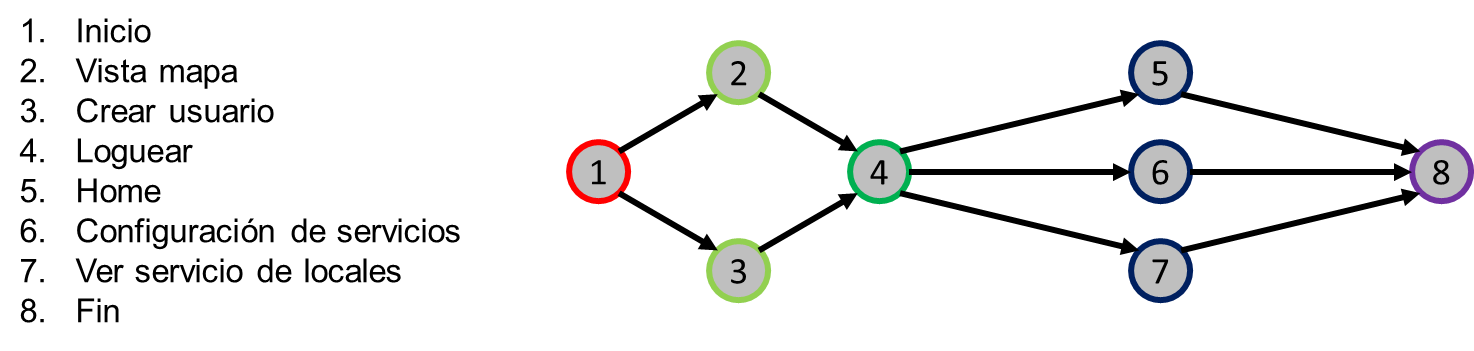 1. Inicio
2. Vista mapa
3. Crear usuario
4. Loguear
5. Home
6. Configuración de servicios
7. Ver servicio de locales
8. Fin
1
2
3
4
5
6
7
8